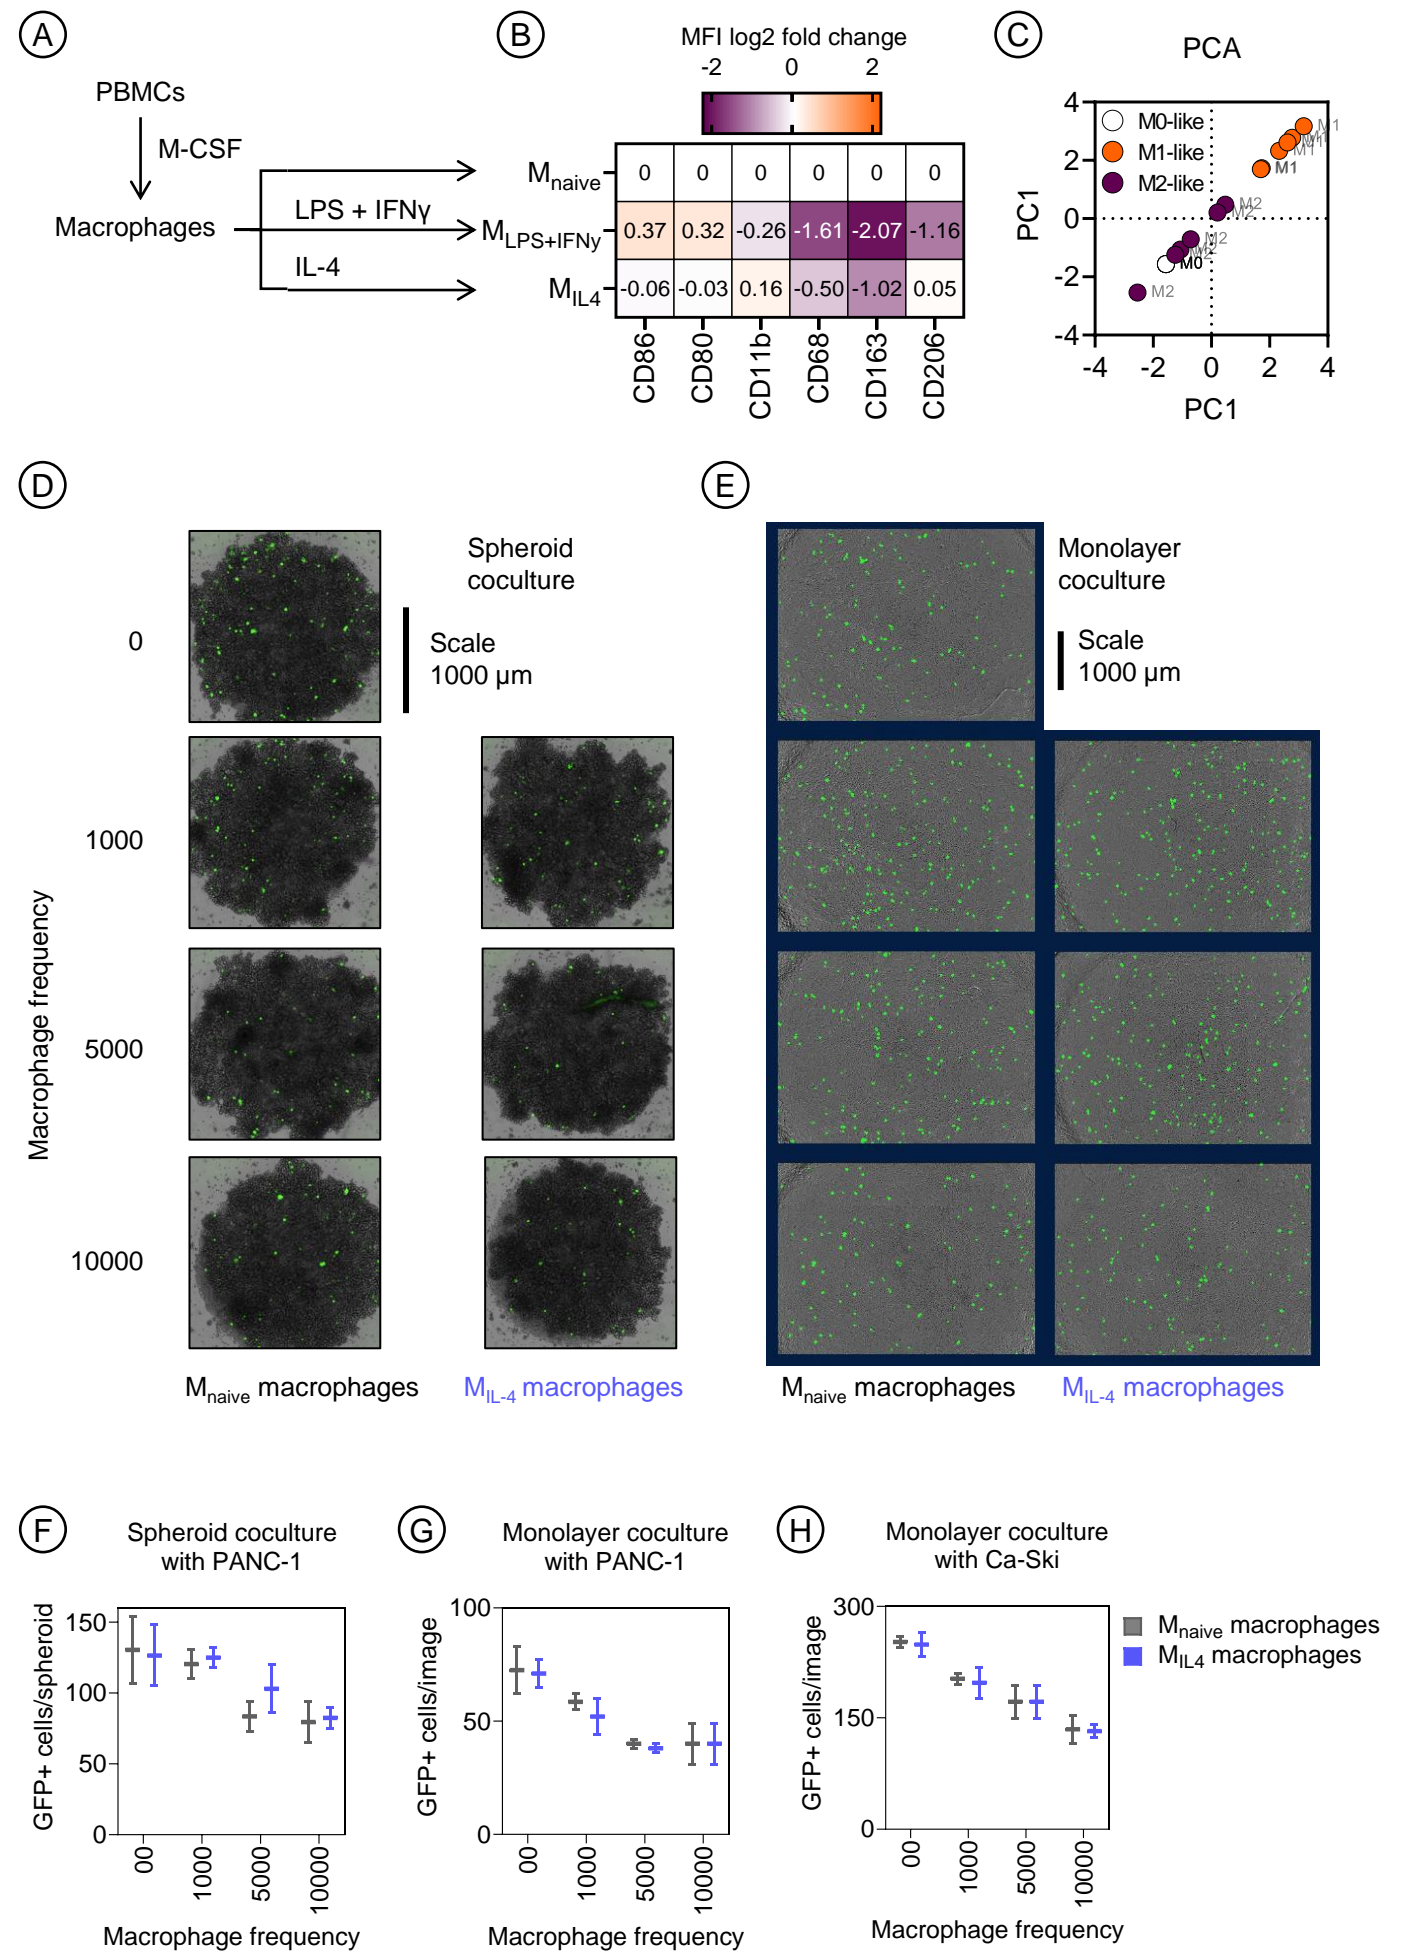 A
PBMCs
M-CSF
Macrophages
LPS + IFNγ
IL-4
B
MFI log2 fold change
-2 0 2
Mnaive 0 0 0 0 0 0
MLPS+IFNγ 0.37 0.32 -0.26 -1.61 -2.07 -1.16
MIL4 -0.06 -0.03 0.16 -0.50 -1.02 0.05
CD86 CD80 CD11b CD68 CD163 CD206
C
PCA
M0-like
M1-like
M2-like
PC1
4
2
0
-2
-4
-4 -2 0 2 4
PC1
M1
M1
M1
M1
M2
M2
M2
M2
M2
M0
M2
D
Spheroid
coculture
Scale
1000 μm
Macrophage frequency
0
1000
5000
10000
Mnaive macrophages
MIL-4 macrophages
E
Monolayer
coculture
Scale
1000 μm
Mnaive macrophages
MIL-4 macrophages
F
Spheroid coculture
with PANC-1
GFP+ cells/spheroid
150
100
50
0
00 1000 5000 10000
Macrophage frequency
G
Monolayer coculture
with PANC-1
GFP+ cells/image
100
50
0
00 1000 5000 10000
Macrophage frequency
H
Monolayer coculture
with Ca-Ski
GFP+ cells/image
300
150
0
00 1000 5000 10000
Macrophage frequency
Mnaive macrophages
MIL4 macrophages